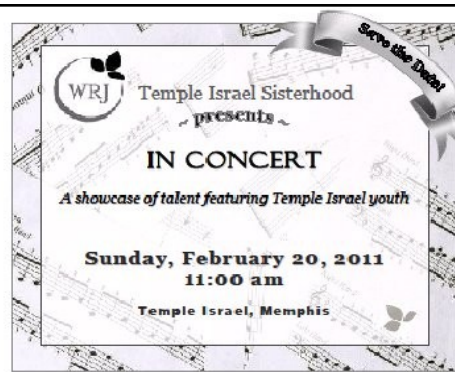 Save the Date!
WRJ
Temple Israel Sisterhood
~ presents ~
IN CONCERT
A showcase of talent featuring Temple Israel youth
Sunday, February 20, 2011
11:00 am
Temple Israel, Memphis